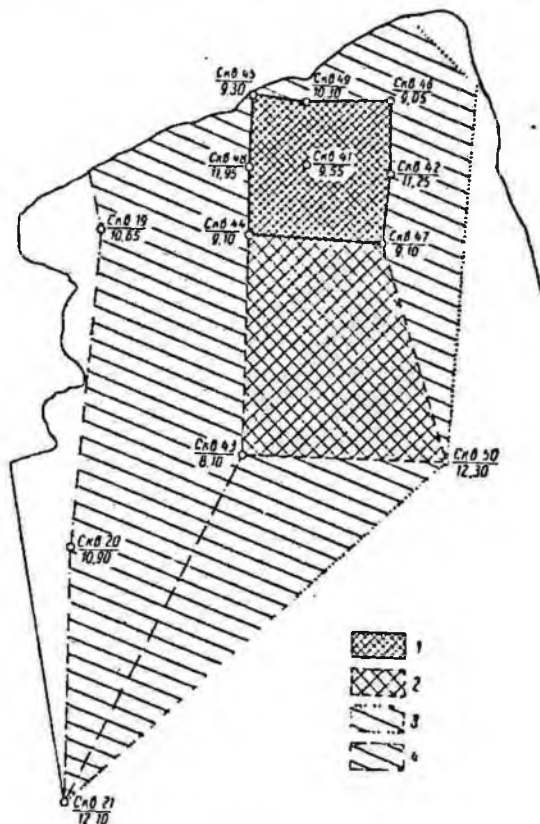 Скв 45
9,30
Скв 49
10,30
Скв 46
9,05
Скв 48
11,95
Скв 41
9,55
Скв 42
11,25
Скв 19
10,65
Скв 44
9,10
Скв 47
9,10
Скв 43
8,10
Скв 50
12,30
Скв 20
10,90
1
2
3
4
Скв 21
12,10